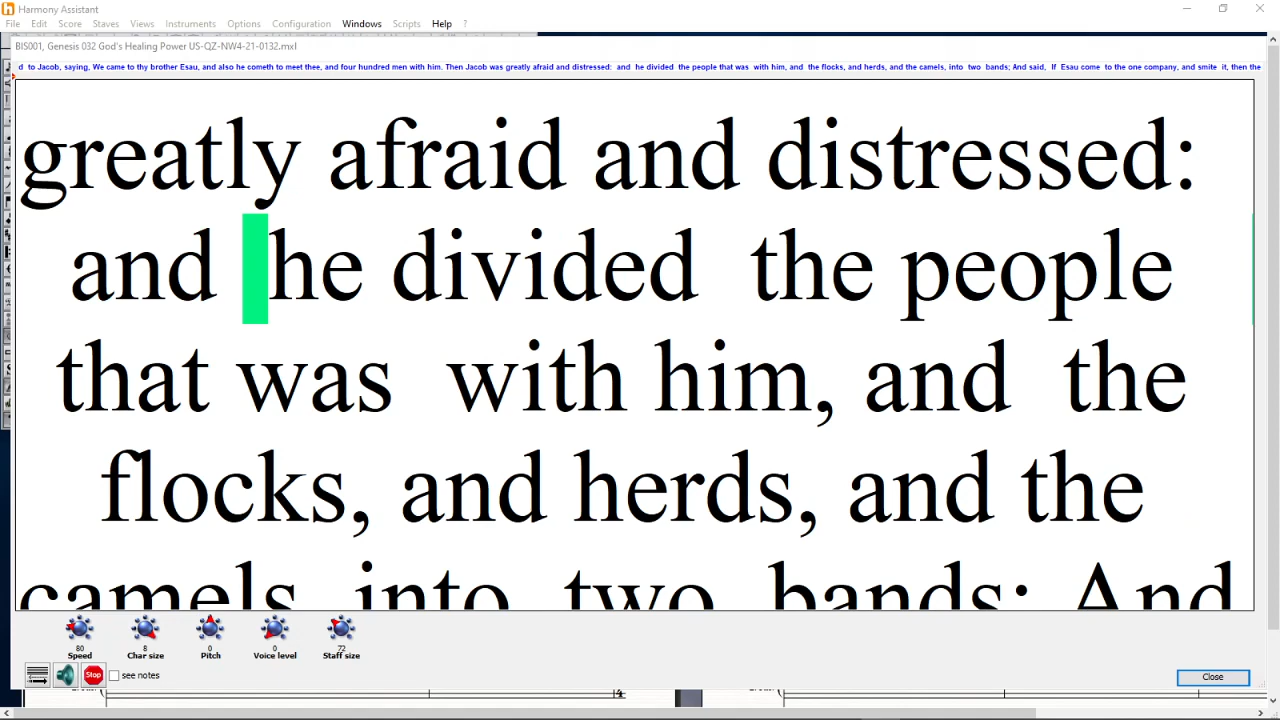 Harmony Assistant
File Edit Score Staves Views Instruments Options Configuration Windows Scripts Help ?
BIS001, Genesis 032 God's Healing Power US-QZ-NW4-21-0132.mxl
d to Jacob, saying, We came to thy brother Esau, and also he cometh to meet thee, and four hundred men with him. Then Jacob was greatly afraid and distressed: and he divided the people that was with him, and the flocks, and herds, and the camels, into two bands; And said, If Esau come to the one company, and smite it, then the
greatly afraid and distressed:
and he divided the people
that was with him, and the
flocks, and herds, and the
camels, into two bands; And
80 8 0 0 72
Speed Char size Pitch Voice level Staff size
Stop see notes
Close